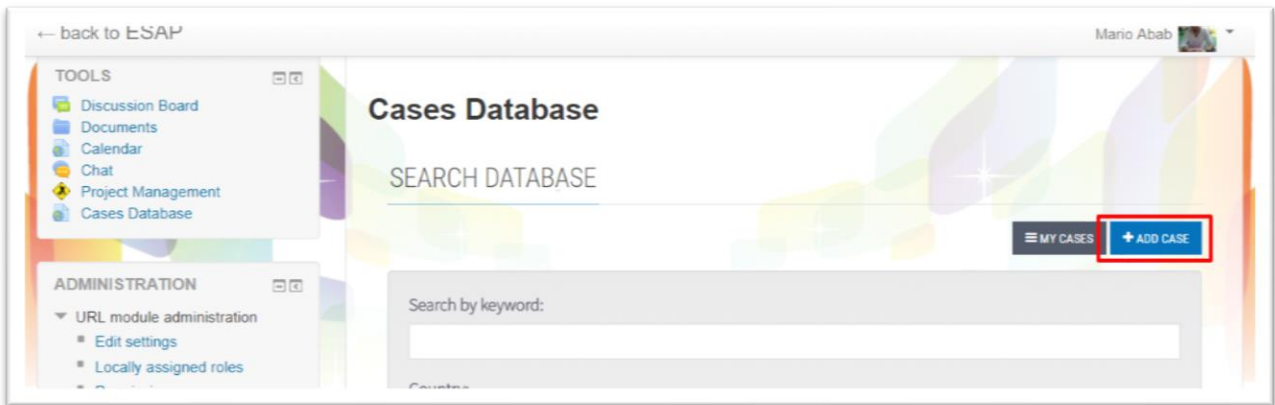 ← back to ESAP
Mario Abab
TOOLS
Discussion Board
Documents
Calendar
Chat
Project Management
Cases Database
ADMINISTRATION
URL module administration
Edit settings
Locally assigned roles
Cases Database
SEARCH DATABASE
MY CASES
+ ADD CASE
Search by keyword:
Country